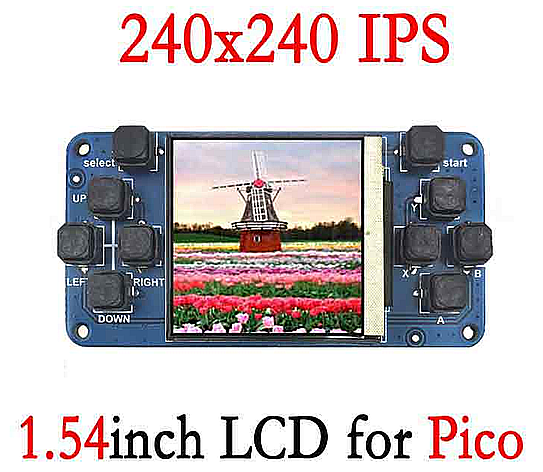 240x240 IPS
select
start
UP
Y
LEFT
RIGHT
X
B
DOWN
A
1.54inch LCD for Pico